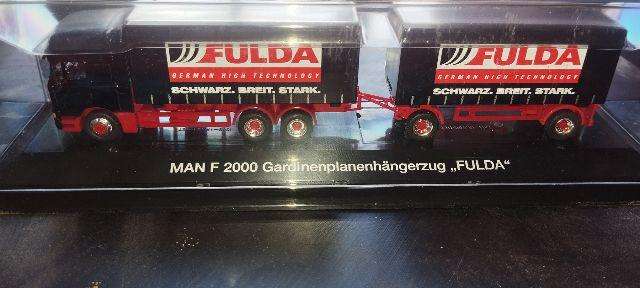 FULDA
GERMAN HIGH TECHNOLOGY
SCHWARZ. BREIT. STARK.
FULDA
GERMAN HIGH TECHNOLOGY
SCHWARZ. BREIT. STARK.
MAN F 2000 Gardinenplanenhängerzug „FULDA“